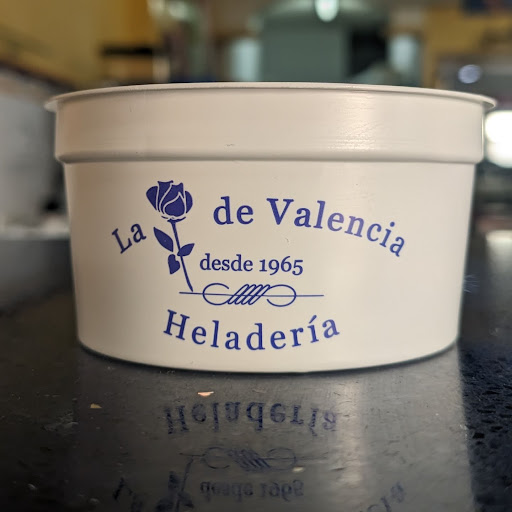 La de Valencia
desde 1965
Heladería